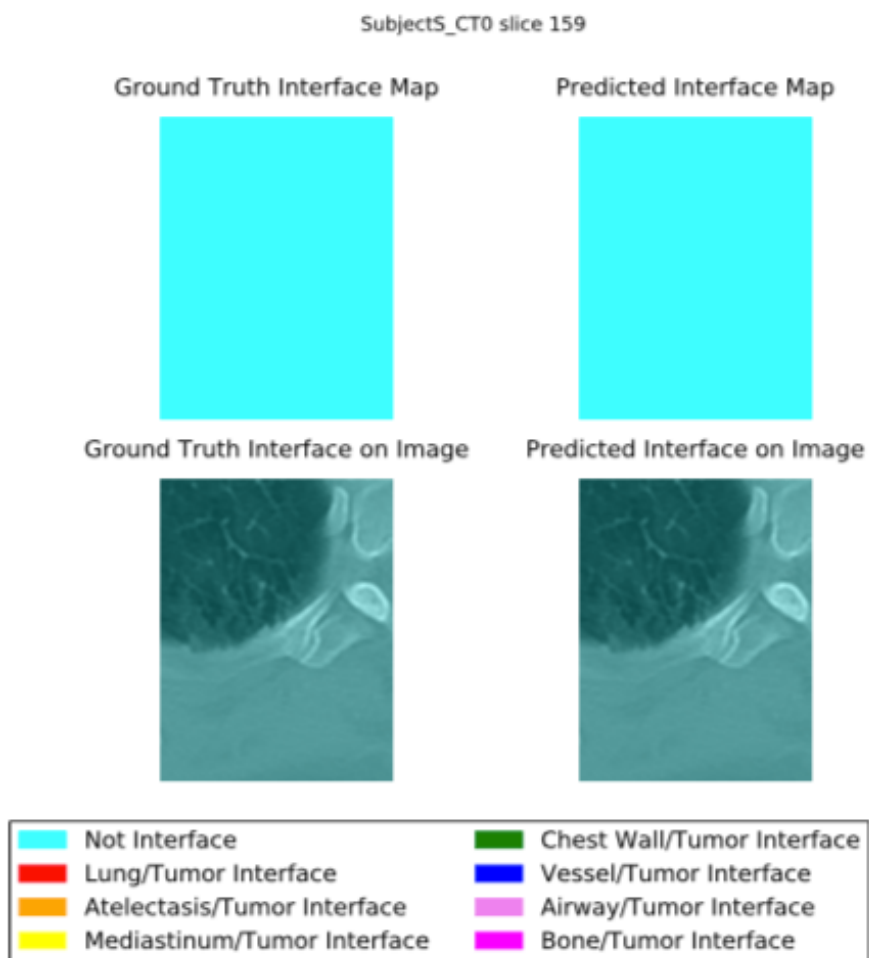 SubjectS_CT0 slice 159
Ground Truth Interface Map
Predicted Interface Map
Ground Truth Interface on Image
Predicted Interface on Image
Not Interface
Lung/Tumor Interface
Atelectasis/Tumor Interface
Mediastinum/Tumor Interface
Chest Wall/Tumor Interface
Vessel/Tumor Interface
Airway/Tumor Interface
Bone/Tumor Interface